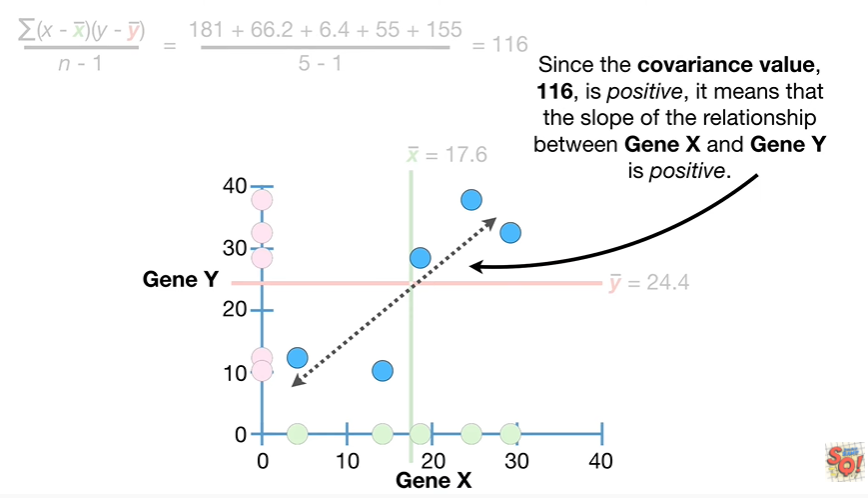 ∑(x - x̅)(y - y̅)
n - 1
=
181 + 66.2 + 6.4 + 55 + 155
5 - 1
= 116
Since the covariance value,
116, is positive, it means that
the slope of the relationship
between Gene X and Gene Y
is positive.
x̅ = 17.6
40
30
Gene Y
y̅ = 24.4
20
10
0
0 10 20 30 40
Gene X
SQ!